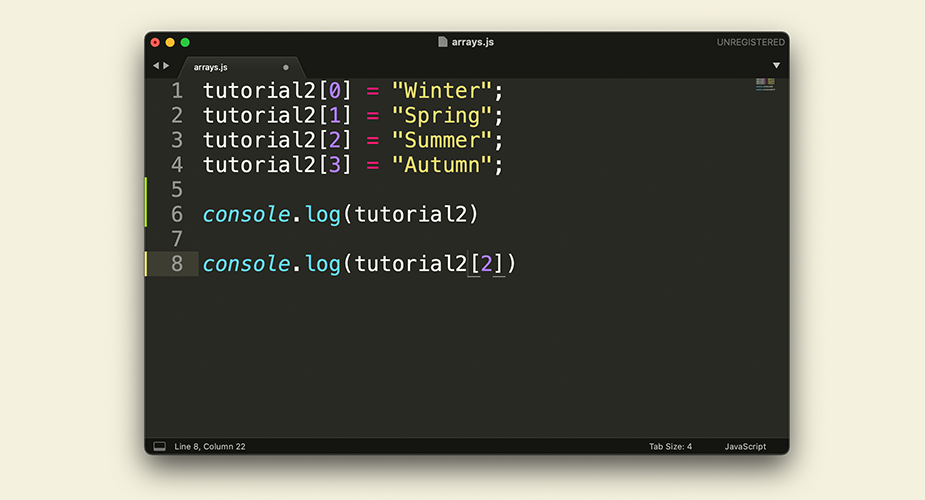 arrays.js
UNREGISTERED
arrays.js
1 tutorial2[0] = "Winter";
2 tutorial2[1] = "Spring";
3 tutorial2[2] = "Summer";
4 tutorial2[3] = "Autumn";
5
6 console.log(tutorial2)
7
8 console.log(tutorial2[2])
Line 8, Column 22
Tab Size: 4
JavaScript